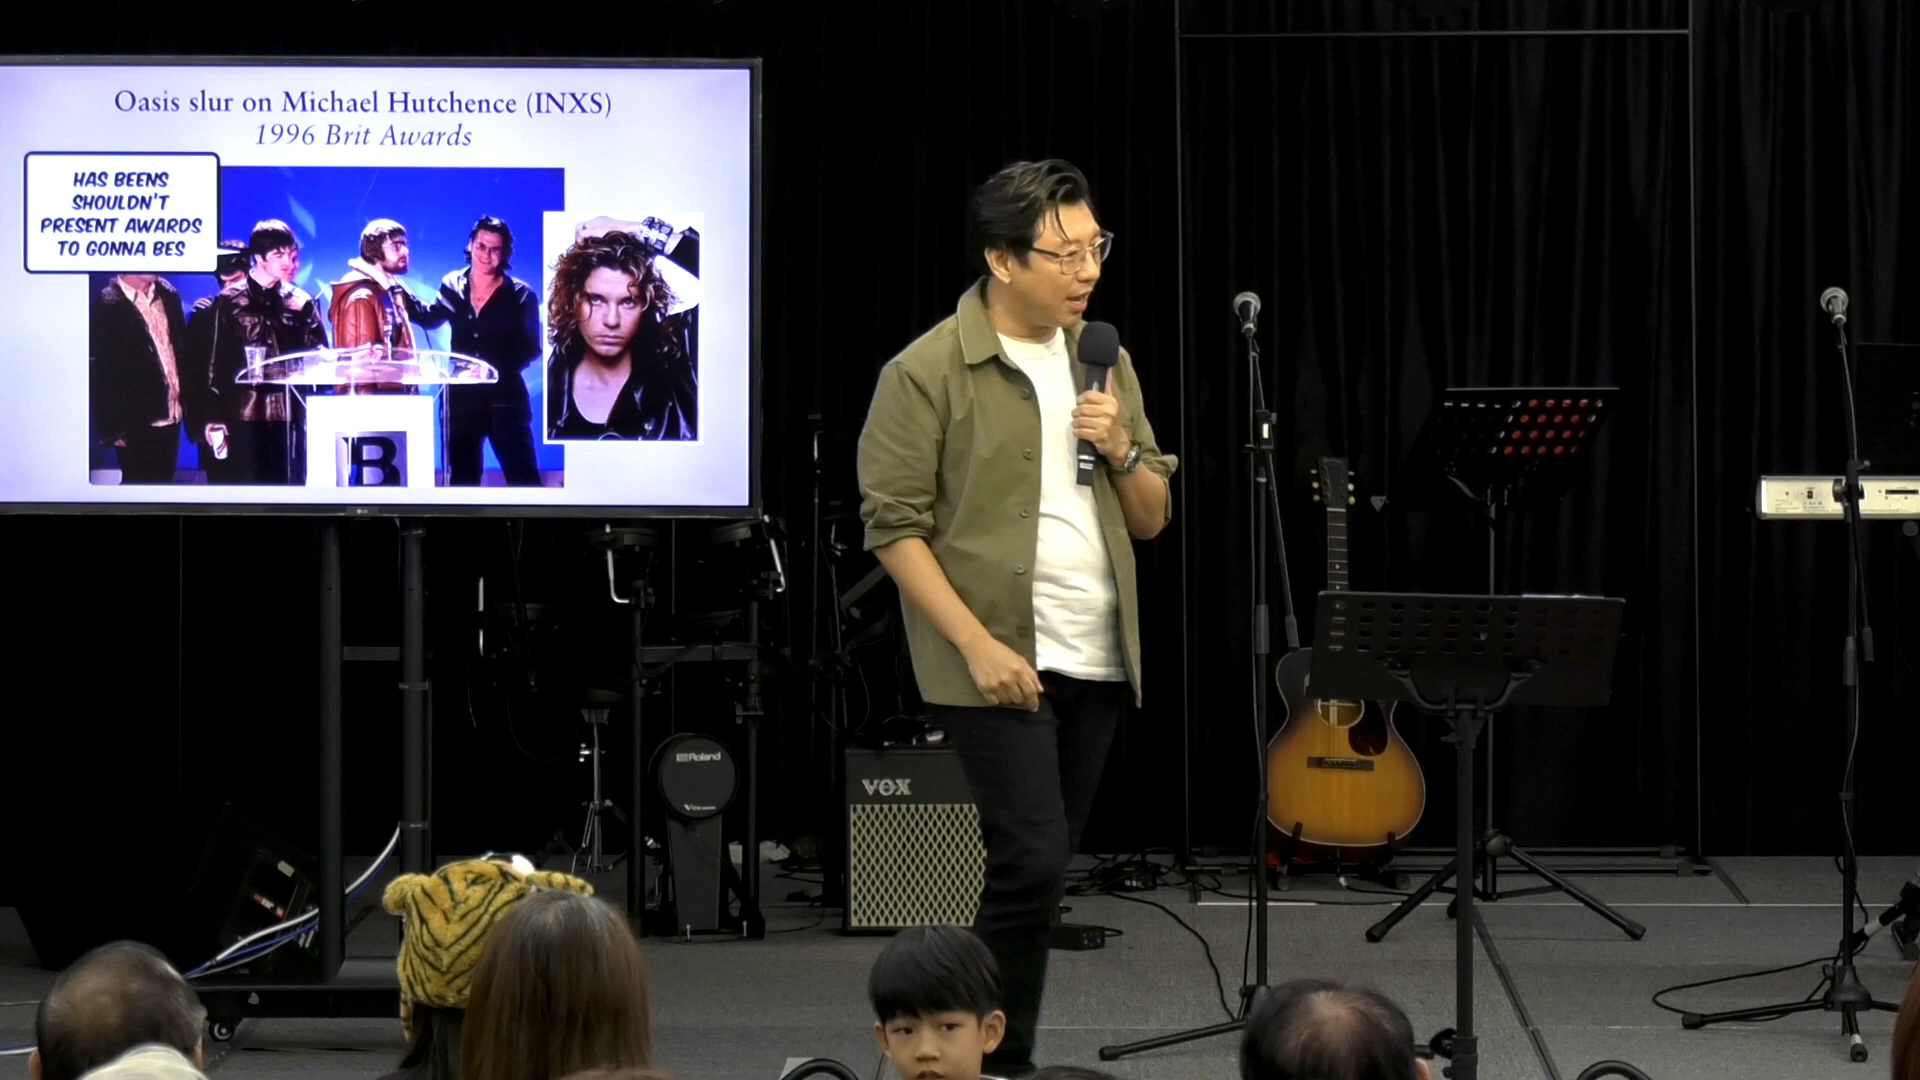 Oasis slur on Michael Hutchence (INXS)
1996 Brit Awards
HAS BEENS
SHOULDN'T
PRESENT AWARDS
TO GONNA BES
B
LG
Roland
VOX